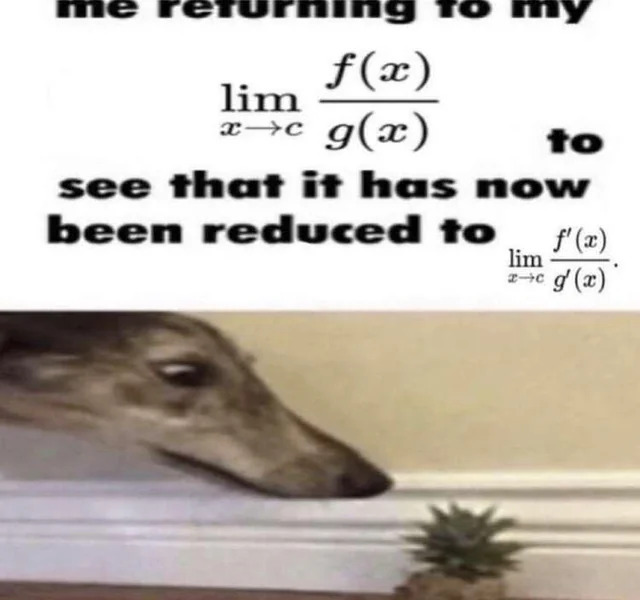 me returning to my
lim x→c f(x)/g(x) to
see that it has now
been reduced to lim x→c f'(x)/g'(x).